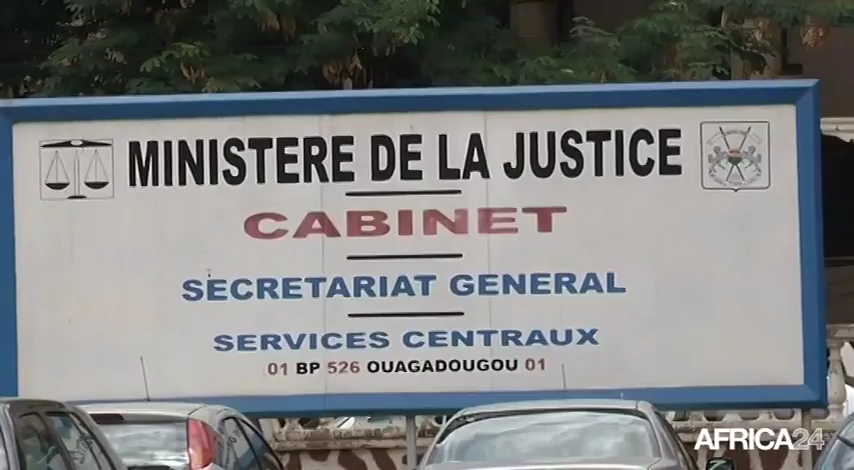 MINISTERE DE LA JUSTICE
CABINET
SECRETARIAT GENERAL
SERVICES CENTRAUX
01 BP 526 OUAGADOUGOU 01
AFRICA24